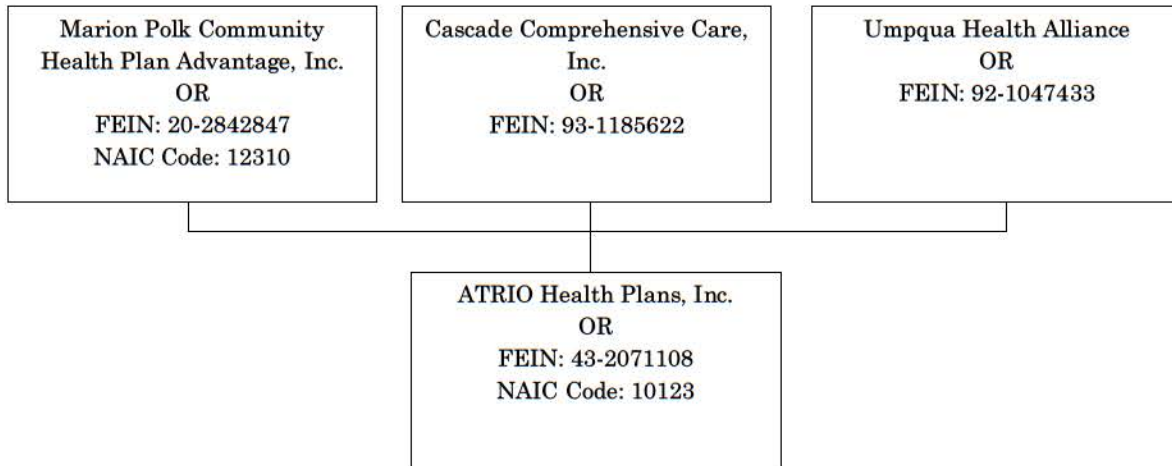 Marion Polk Community
Health Plan Advantage, Inc.
OR
FEIN: 20-2842847
NAIC Code: 12310
Cascade Comprehensive Care,
Inc.
OR
FEIN: 93-1185622
Umpqua Health Alliance
OR
FEIN: 92-1047433
ATRIO Health Plans, Inc.
OR
FEIN: 43-2071108
NAIC Code: 10123